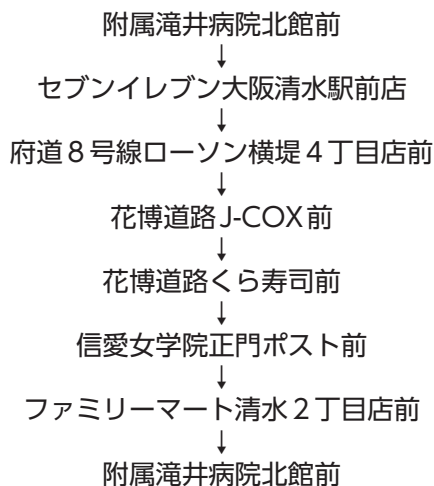 附属滝井病院北館前
↓
セブンイレブン大阪清水駅前店
↓
府道８号線ローソン横堤４丁目店前
↓
花博道路J-COX前
↓
花博道路くら寿司前
↓
信愛女学院正門ポスト前
↓
ファミリーマート清水２丁目店前
↓
附属滝井病院北館前